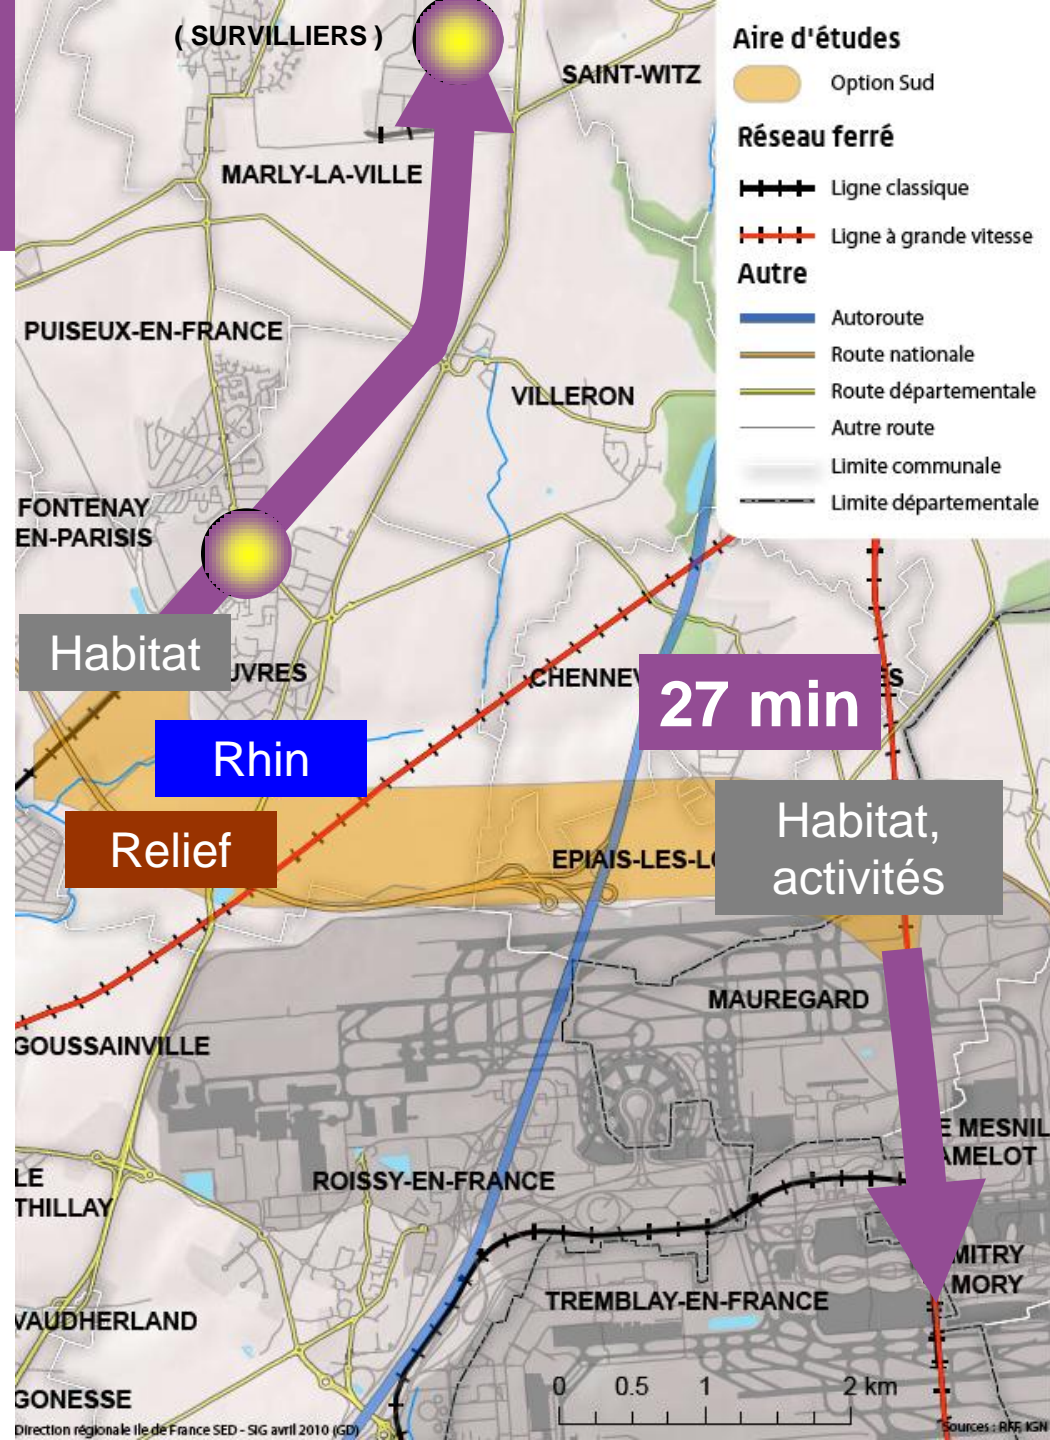 ( SURVILLIERS )
SAINT-WITZ
MARLY-LA-VILLE
PUISEUX-EN-FRANCE
VILLERON
FONTENAY
EN-PARISIS
Aire d'études
Option Sud
Réseau ferré
Ligne classique
Ligne à grande vitesse
Autre
Autoroute
Route nationale
Route départementale
Autre route
Limite communale
Limite départementale
Habitat
UVRES
CHENNEV
ES
27 min
Rhin
Relief
EPIAIS-LES-LO
Habitat,
activités
MAUREGARD
GOUSSAINVILLE
E MESNIL
AMELOT
LE
THILLAY
ROISSY-EN-FRANCE
MITRY
MORY
TREMBLAY-EN-FRANCE
VAUDHERLAND
GONESSE
0 0.5 1 2 km
Direction régionale Ile de France SED - SIG avril 2010 (GD)
Sources : RFF, IGN